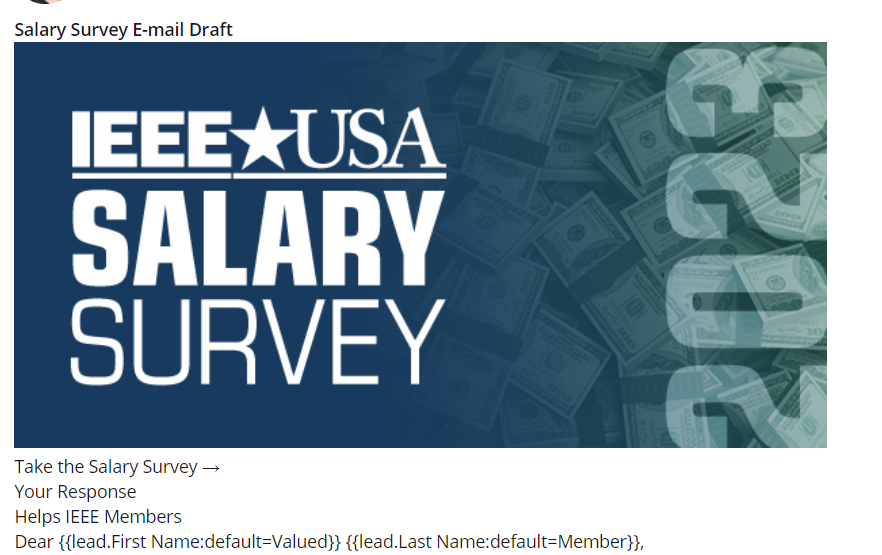 Salary Survey E-mail Draft
IEEE★USA
SALARY
SURVEY
2023
Take the Salary Survey →
Your Response
Helps IEEE Members
Dear {{lead.First Name:default=Valued}} {{lead.Last Name:default=Member}},